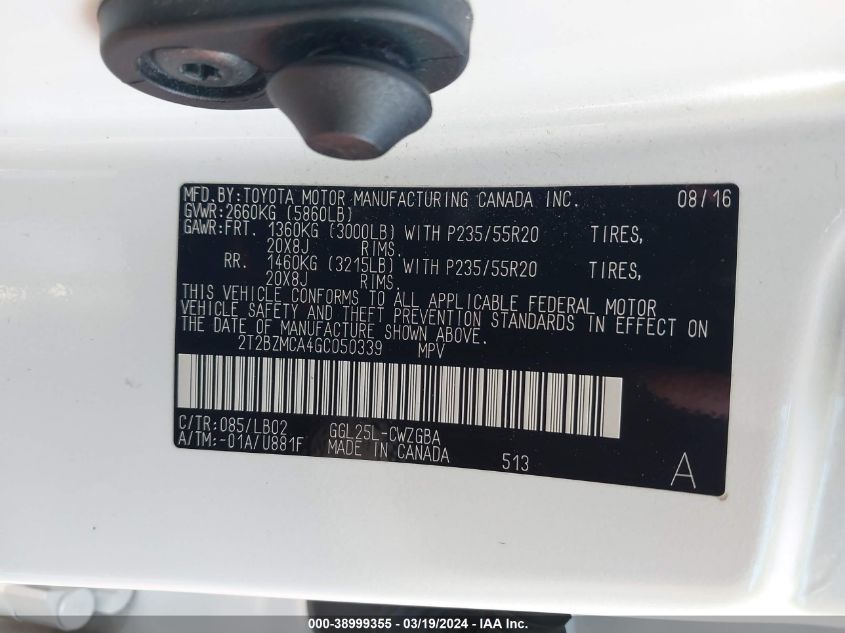 MFD.BY:TOYOTA MOTOR MANUFACTURING CANADA INC. 08/16
GVWR:2660KG (5860LB)
GAWR:FRT. 1360KG (3000LB) WITH P235/55R20 TIRES,
20X8J RIMS.
RR. 1460KG (3215LB) WITH P235/55R20 TIRES,
20X8J RIMS.
THIS VEHICLE CONFORMS TO ALL APPLICABLE FEDERAL MOTOR
VEHICLE SAFETY AND THEFT PREVENTION STANDARDS IN EFFECT ON
THE DATE OF MANUFACTURE SHOWN ABOVE.
2T2BZMCA4GC050339 MPV
C/TR:085/LB02 GGL25L-CWZGBA
A/TM:-01A/U881F MADE IN CANADA 513 A
000-38999355 - 03/19/2024 - IAA Inc.